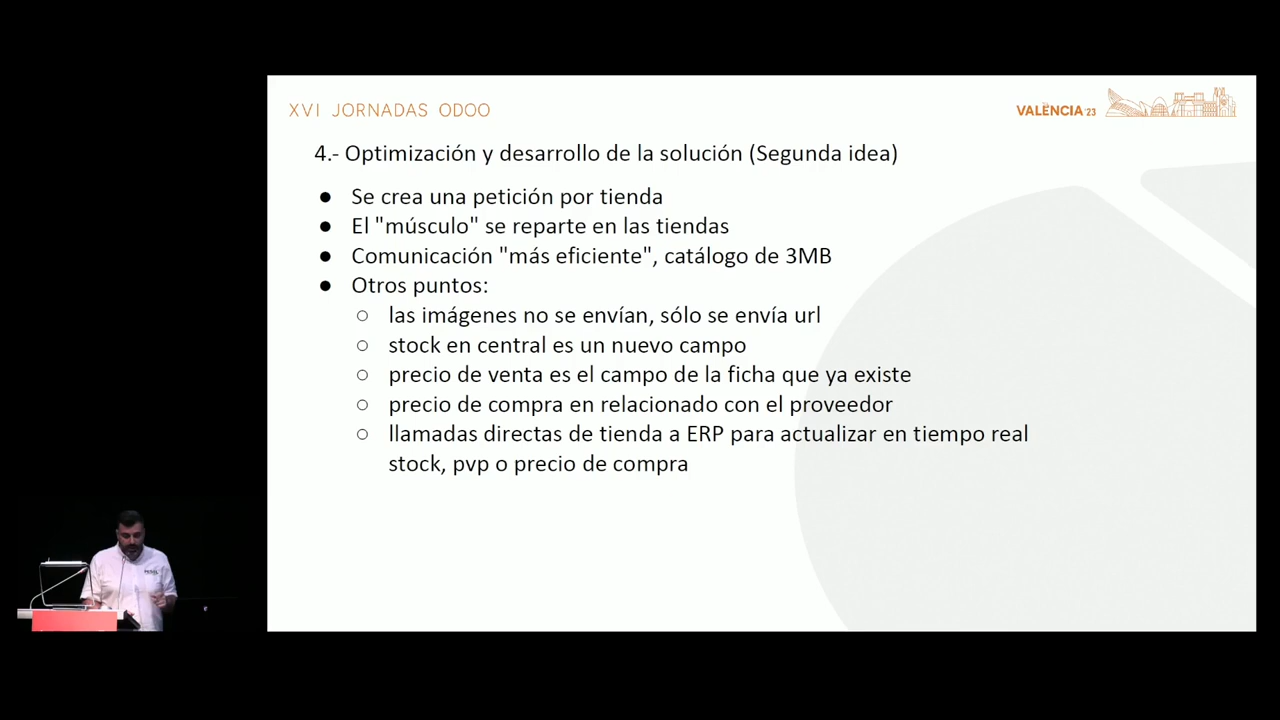 XVI JORNADAS ODOO
VALÈNCIA'23
4.- Optimización y desarrollo de la solución (Segunda idea)
● Se crea una petición por tienda
● El "músculo" se reparte en las tiendas
● Comunicación "más eficiente", catálogo de 3MB
● Otros puntos:
○ las imágenes no se envían, sólo se envía url
○ stock en central es un nuevo campo
○ precio de venta es el campo de la ficha que ya existe
○ precio de compra en relacionado con el proveedor
○ llamadas directas de tienda a ERP para actualizar en tiempo real
stock, pvp o precio de compra